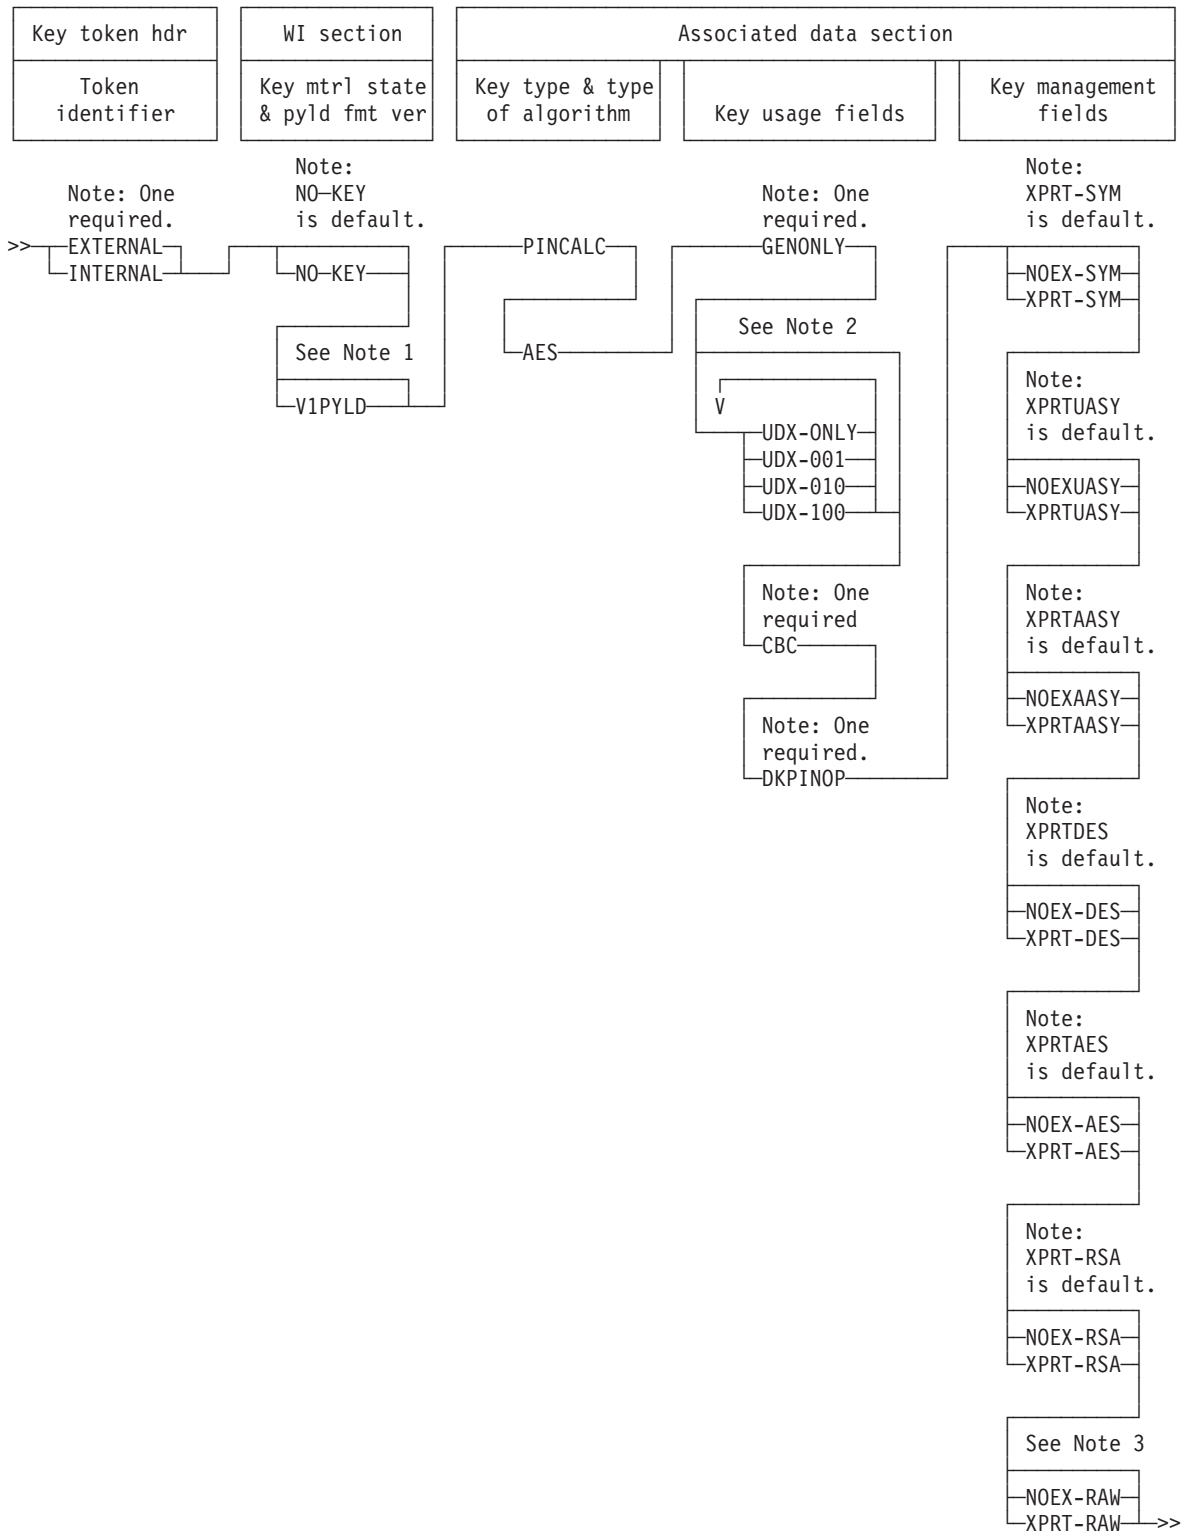 Key token hdr
WI section
Associated data section
Token
identifier
Key mtrl state
& pyld fmt ver
Key type & type
of algorithm
Key usage fields
Key management
fields
Note: One
required.
>> EXTERNAL
INTERNAL
Note:
NO-KEY
is default.
NO-KEY
See Note 1
V1PYLD
PINCALC
AES
Note: One
required.
GENONLY
See Note 2
V
UDX-ONLY
UDX-001
UDX-010
UDX-100
Note: One
required
CBC
Note: One
required.
DKPINOP
Note:
XPRT-SYM
is default.
NOEX-SYM
XPRT-SYM
Note:
XPRTUASY
is default.
NOEXUASY
XPRTUASY
Note:
XPRTAASY
is default.
NOEXAASY
XPRTAASY
Note:
XPRTDES
is default.
NOEX-DES
XPRT-DES
Note:
XPRTAES
is default.
NOEX-AES
XPRT-AES
Note:
XPRT-RSA
is default.
NOEX-RSA
XPRT-RSA
See Note 3
NOEX-RAW
XPRT-RAW >>